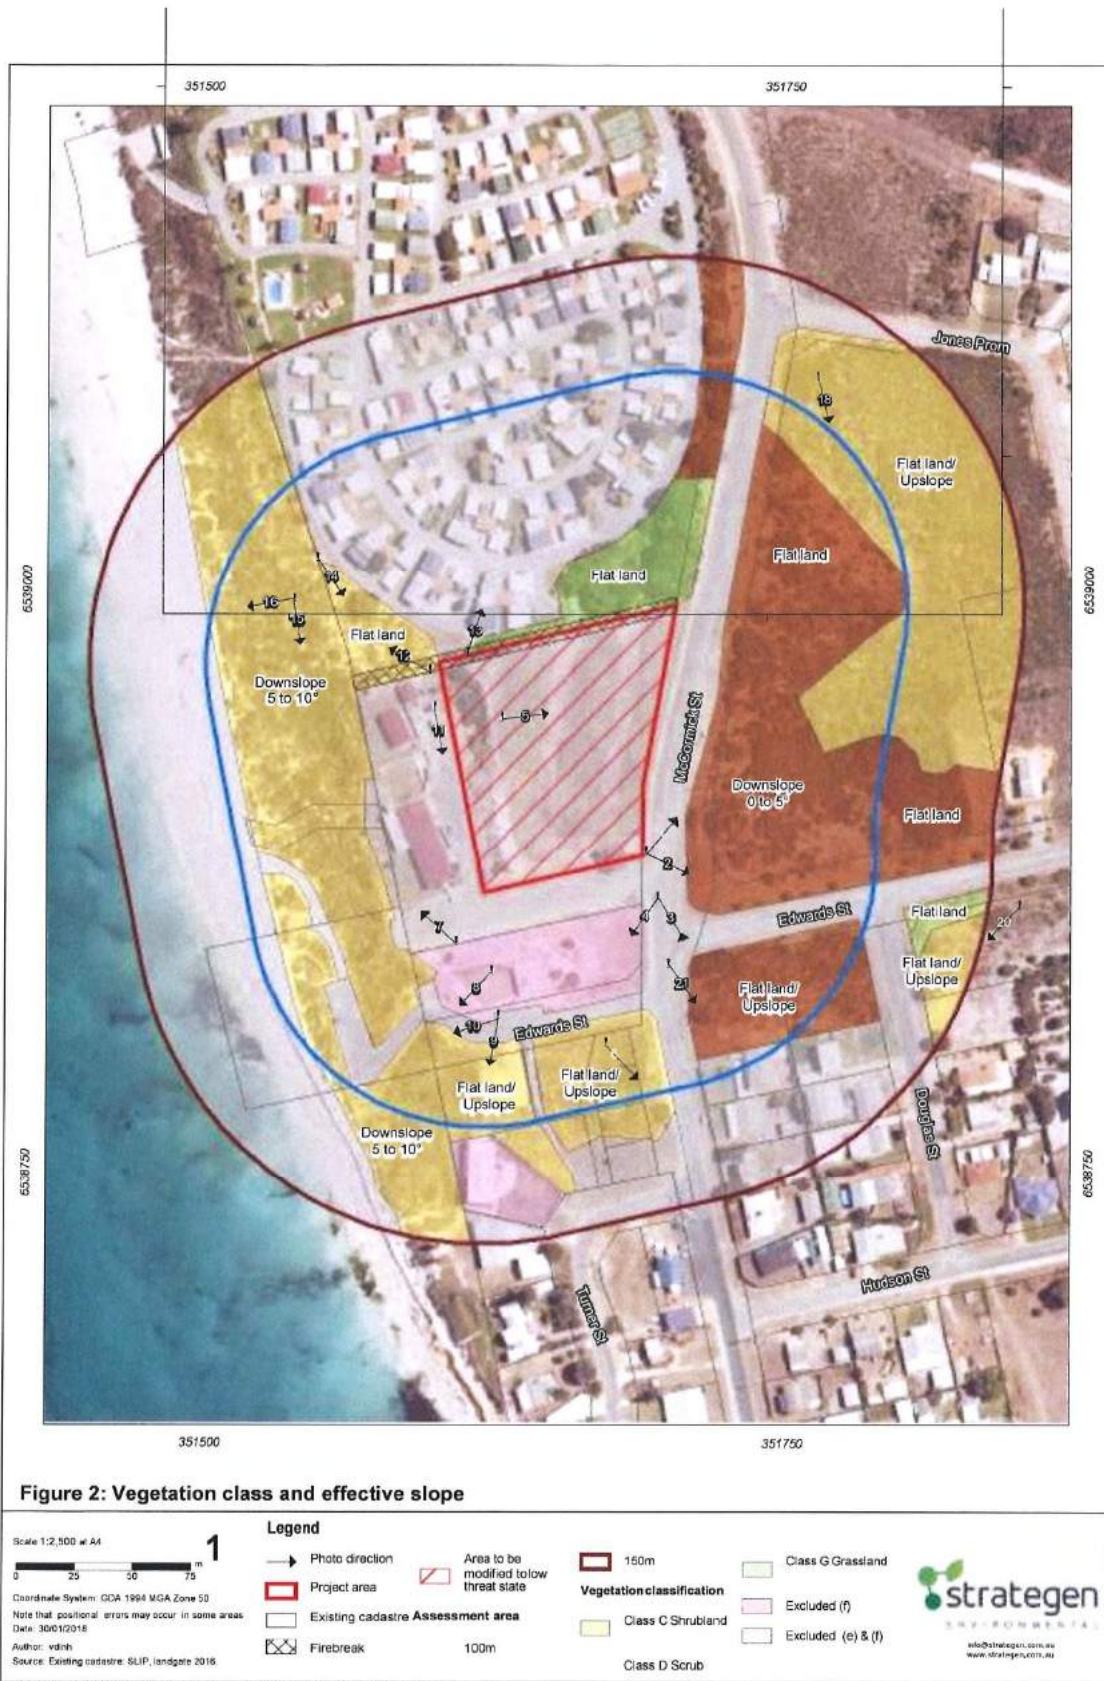 351500
351750
Jones Prom
18
Flat land/
Upslope
Flat land
Flat land
6539000
6539000
14
16
15
13
Flat land
12
Downslope
5 to 10°
5
11
McCormick St
Downslope
0 to 5°
Flat land
2
Edwards St
Flat land
20
7
4
3
Flat land/
Upslope
8
21
Flat land/
Upslope
10
Edwards St
9
Flat land/
Upslope
Flat land/
Upslope
Downslope
5 to 10°
Douglas St
6538750
6538750
Hudson St
Turner St
351500
351750
Figure 2: Vegetation class and effective slope
Scale 1:2,500 at A4
1
m
0 25 50 75
Coordinate System: GDA 1994 MGA Zone 50
Note that positional errors may occur in some areas
Date: 30/01/2018
Author: vdinh
Source: Existing cadastre: SLIP, landgate 2016.
Legend
Photo direction
Project area
Existing cadastre
Firebreak
Area to be
modified to low
threat state
Assessment area
100m
150m
Vegetation classification
Class C Shrubland
Class D Scrub
Class G Grassland
Excluded (f)
Excluded (e) & (f)
strategen
ENVIRONMENTAL
info@strategen.com.au
www.strategen.com.au